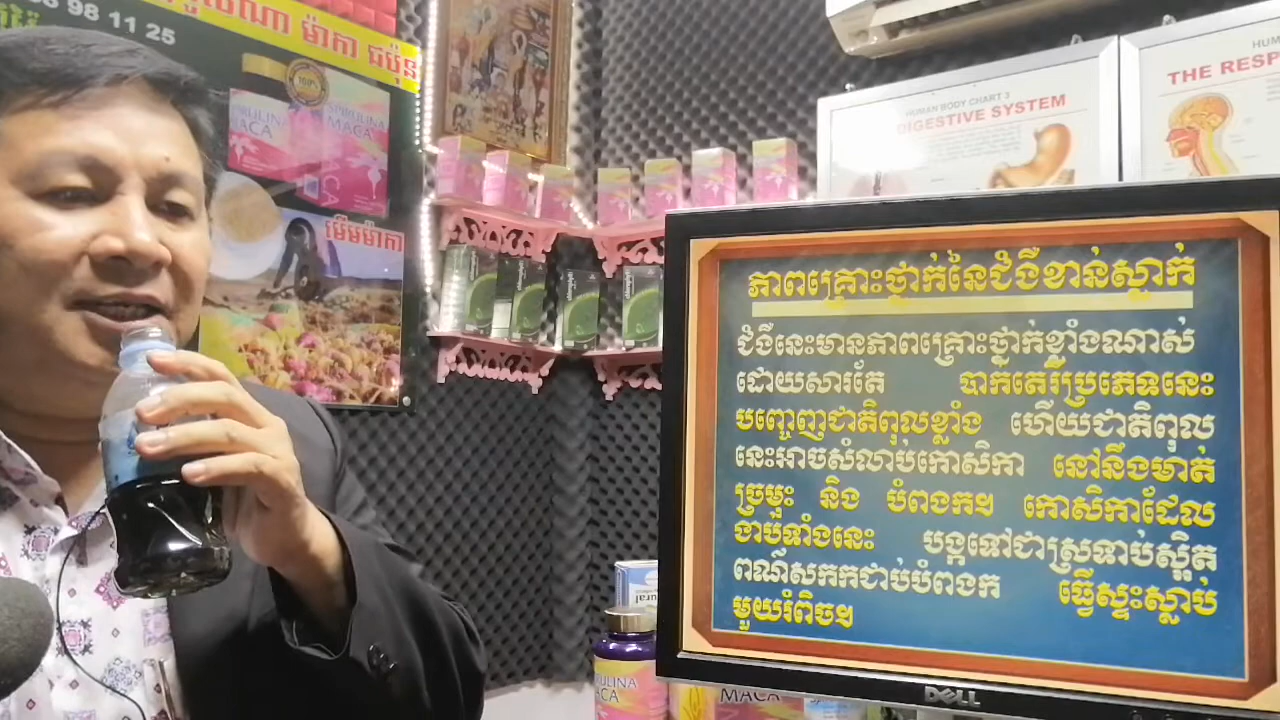 98 11 25
ម៉ាកា
SPIRULINA
MACA
SPIRULINA
MACA
100%
មើមម៉ាកា
HUMAN BODY CHART 3
DIGESTIVE SYSTEM
THE RESP
ភាពគ្រោះថ្នាក់នៃជំងឺខាន់ស្លាក់
ជំងឺនេះមានភាពគ្រោះថ្នាក់ខ្លាំងណាស់
ដោយសារតែ បាក់តេរីប្រភេទនេះ
បញ្ចេញជាតិពុលខ្លាំង ហើយជាតិពុល
នេះអាចសំលាប់កោសិកា នៅនឹងមាត់
ច្រមុះ និង បំពង់ក។ កោសិកាដែល
ងាប់ទាំងនេះ បង្កទៅជាស្រទាប់ស្អិត
ពណ៌សកកជាប់បំពង់ក ធ្វើស្ទះស្លាប់
មួយរំពិច។
DELL
SPIRULINA
MACA
MACA